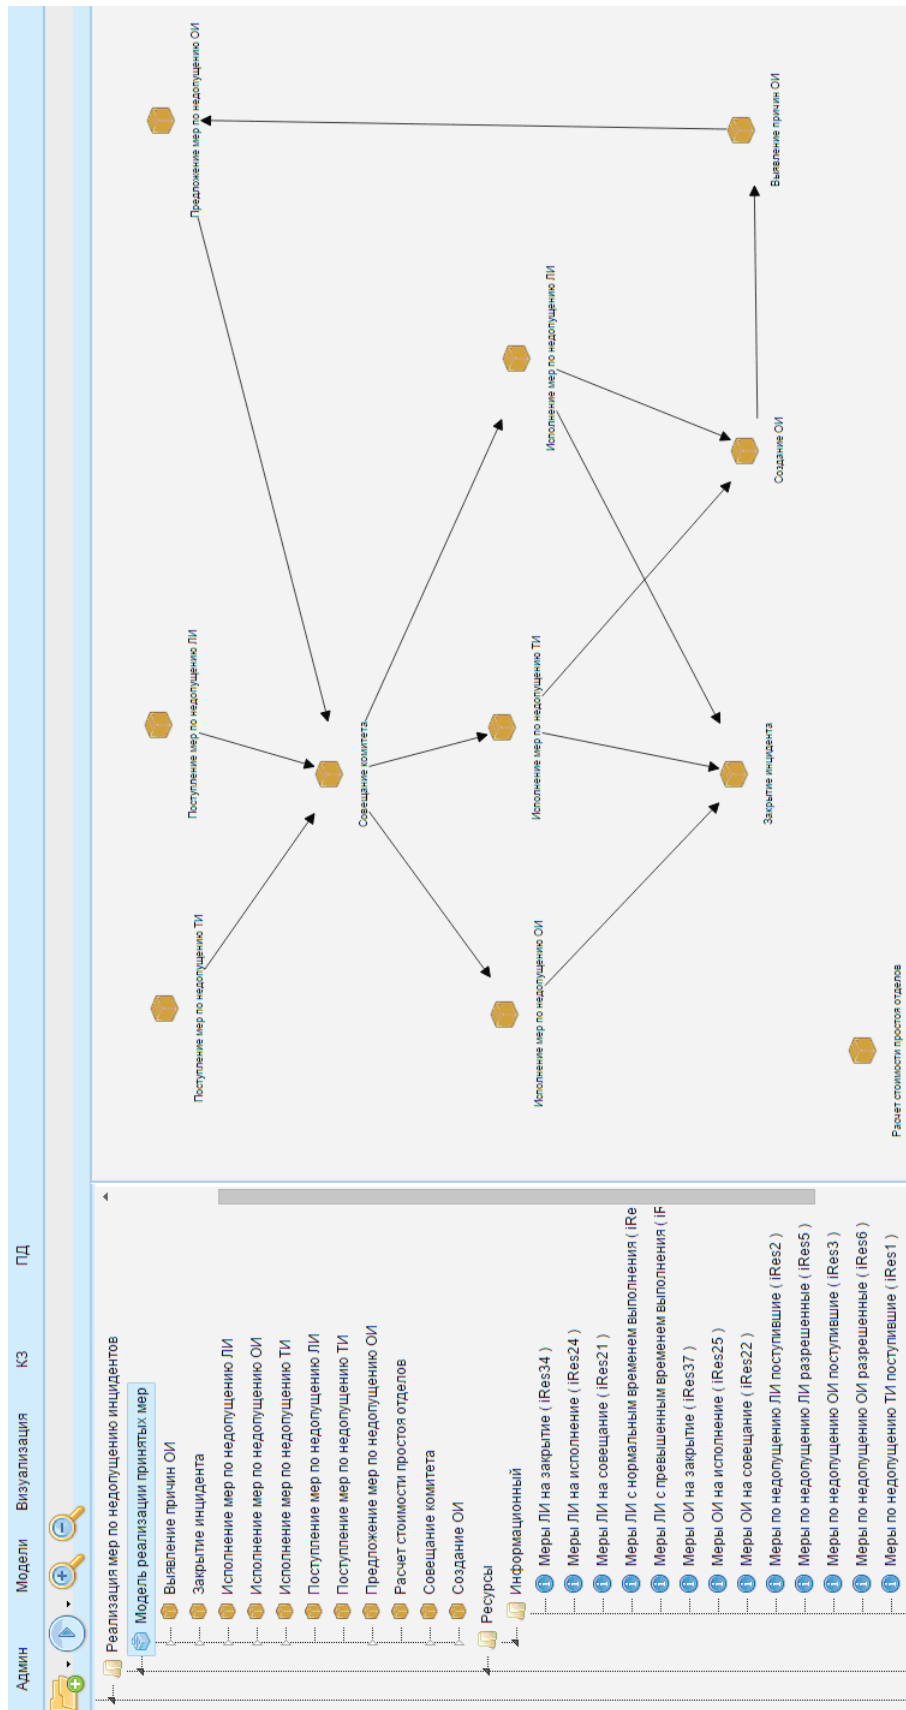 Админ Модели Визуализация КЗ ПД
Реализация мер по недопущению инцидентов
Модель реализации принятых мер
Выявление причин ОИ
Закрытие инцидента
Исполнение мер по недопущению ЛИ
Исполнение мер по недопущению ОИ
Исполнение мер по недопущению ТИ
Поступление мер по недопущению ЛИ
Поступление мер по недопущению ТИ
Предложение мер по недопущению ОИ
Расчет стоимости простоя отделов
Совещание комитета
Создание ОИ
Ресурсы
Информационный
Меры ЛИ на закрытие ( iRes34 )
Меры ЛИ на исполнение ( iRes24 )
Меры ЛИ на совещание ( iRes21 )
Меры ЛИ с нормальным временем выполнения ( iRe
Меры ЛИ с превышенным временем выполнения ( iF
Меры ОИ на закрытие ( iRes37 )
Меры ОИ на исполнение ( iRes25 )
Меры ОИ на совещание ( iRes22 )
Меры по недопущению ЛИ поступившие ( iRes2 )
Меры по недопущению ЛИ разрешенные ( iRes5 )
Меры по недопущению ОИ поступившие ( iRes3 )
Меры по недопущению ОИ разрешенные ( iRes6 )
Меры по недопущению ТИ поступившие ( iRes1 )
Поступление мер по недопущению ТИ
Поступление мер по недопущению ЛИ
Предложение мер по недопущению ОИ
Совещание комитета
Исполнение мер по недопущению ОИ
Исполнение мер по недопущению ТИ
Исполнение мер по недопущению ЛИ
Закрытие инцидента
Создание ОИ
Выявление причин ОИ
Расчет стоимости простоя отделов